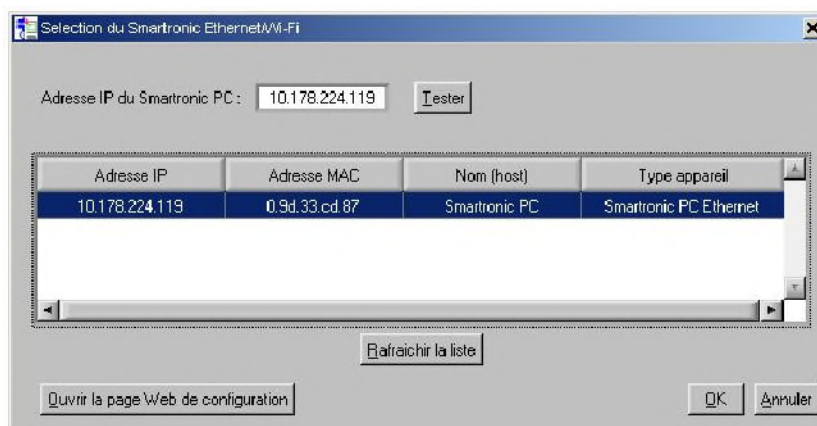 Selection du Smartronic Ethernet/Wi-Fi
Adresse IP du Smartronic PC : 10.178.224.119 Tester
Adresse IP Adresse MAC Nom (host) Type appareil
10.178.224.119 0.9d.33.cd.87 Smartronic PC Smartronic PC Ethernet
Rafraichir la liste
Ouvrir la page Web de configuration OK Annuler